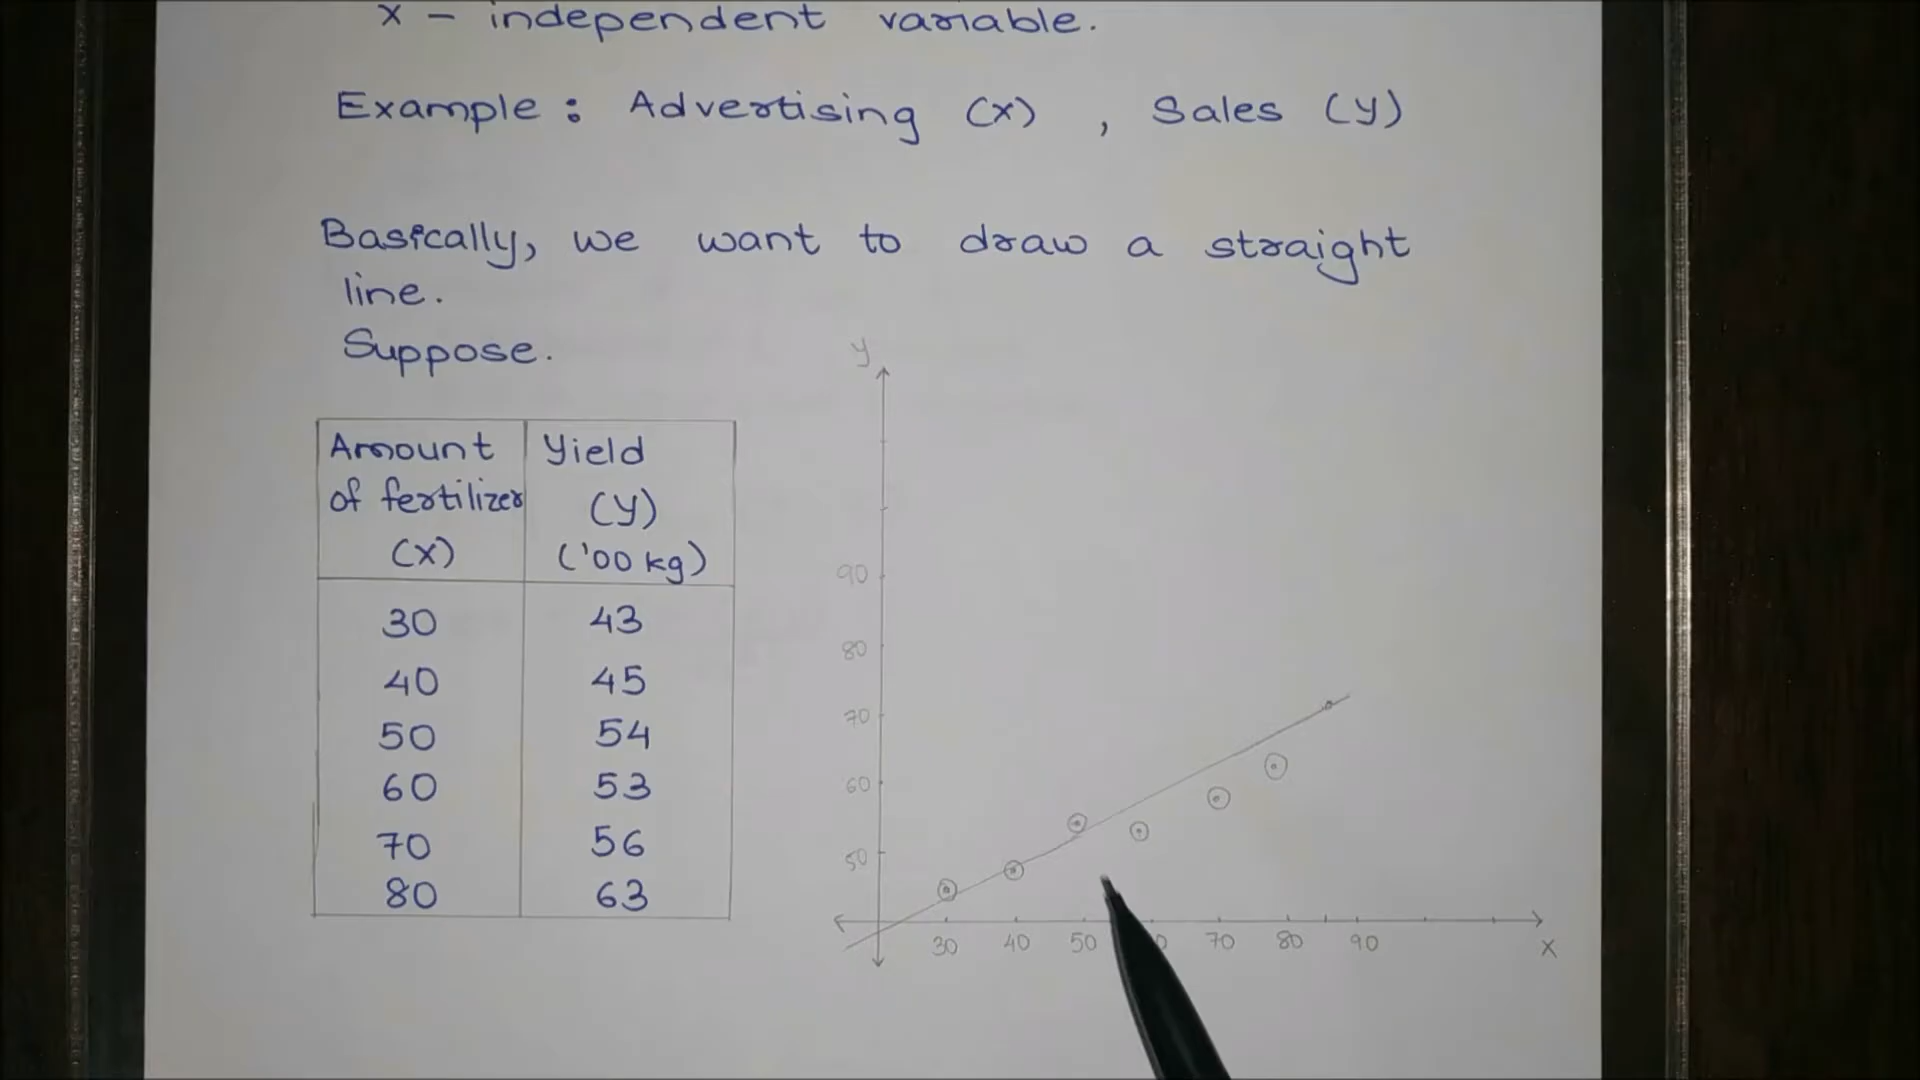 x - independent variable.
Example : Advertising (x) , Sales (y)
Basically, we want to draw a straight
line.
Suppose.
Amount of fertilizer (x) Yield (y) ('00 kg)
30 43
40 45
50 54
60 53
70 56
80 63
y
90
80
70
60
50
30 40 50 70 80 90
x